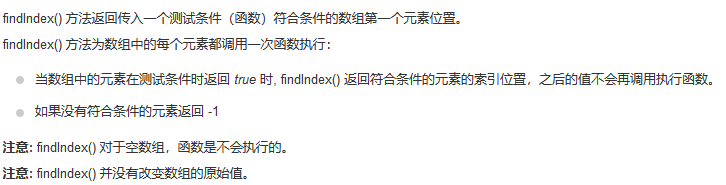 findIndex() 方法返回传入一个测试条件（函数）符合条件的数组第一个元素位置。
findIndex() 方法为数组中的每个元素都调用一次函数执行：
当数组中的元素在测试条件时返回 true 时, findIndex() 返回符合条件的元素的索引位置，之后的值不会再调用执行函数。
如果没有符合条件的元素返回 -1
注意: findIndex() 对于空数组，函数是不会执行的。
注意: findIndex() 并没有改变数组的原始值。